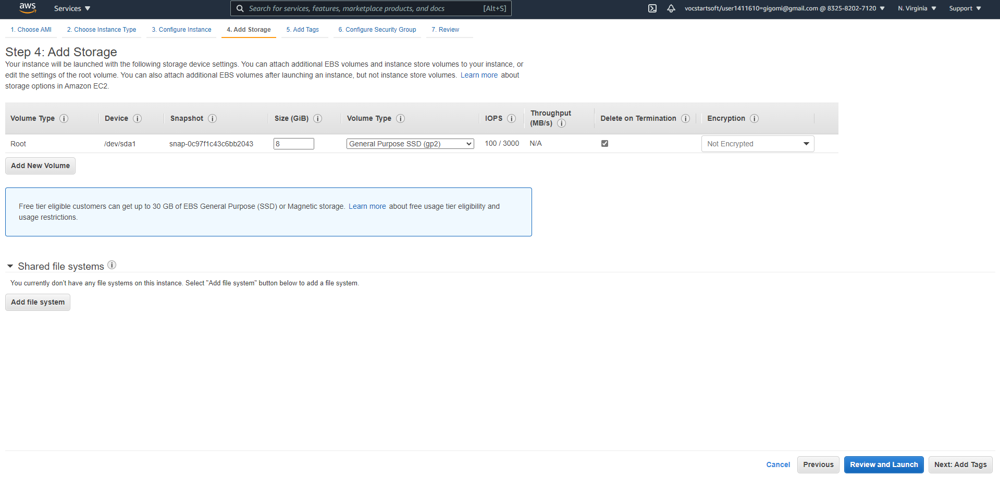 aws
Services
Search for services, features, marketplace products, and docs [Alt+S]
vocstartsoft/user1411610=gigomi@gmail.com @ 8325-8202-7120
N. Virginia
Support
1. Choose AMI
2. Choose Instance Type
3. Configure Instance
4. Add Storage
5. Add Tags
6. Configure Security Group
7. Review
Step 4: Add Storage
Your instance will be launched with the following storage device settings. You can attach additional EBS volumes and instance store volumes to your instance, or
edit the settings of the root volume. You can also attach additional EBS volumes after launching an instance, but not instance store volumes. Learn more about
storage options in Amazon EC2.
Volume Type
Device
Snapshot
Size (GiB)
Volume Type
IOPS
Throughput
(MB/s)
Delete on Termination
Encryption
Root
/dev/sda1
snap-0c97f1c43c6bb2043
8
General Purpose SSD (gp2)
100 / 3000
N/A
Not Encrypted
Add New Volume
Free tier eligible customers can get up to 30 GB of EBS General Purpose (SSD) or Magnetic storage. Learn more about free usage tier eligibility and
usage restrictions.
Shared file systems
You currently don't have any file systems on this instance. Select "Add file system" button below to add a file system.
Add file system
Cancel
Previous
Review and Launch
Next: Add Tags